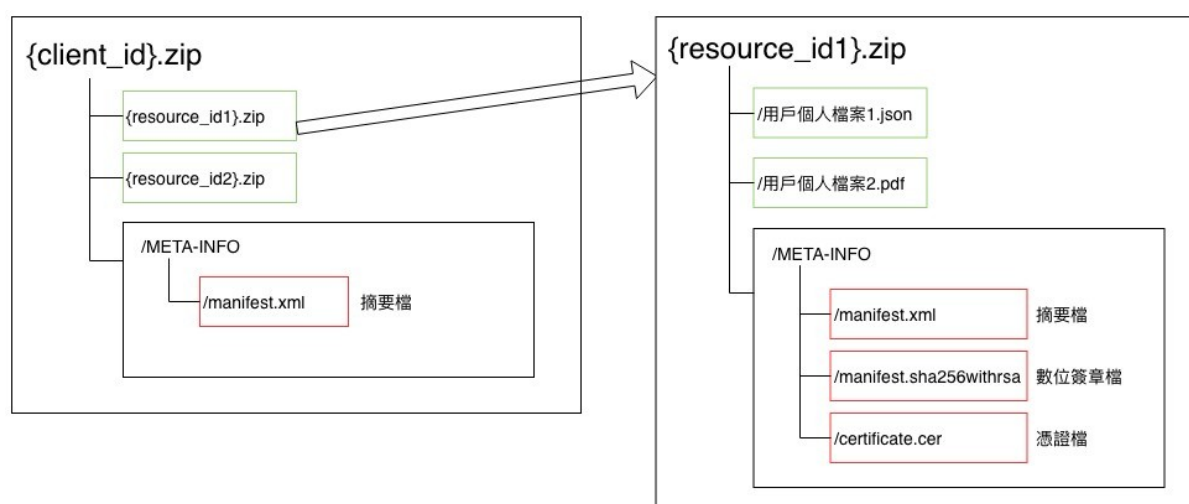 {client_id}.zip
{resource_id1}.zip
{resource_id2}.zip
/META-INFO
/manifest.xml 摘要檔
{resource_id1}.zip
/用戶個人檔案1.json
/用戶個人檔案2.pdf
/META-INFO
/manifest.xml 摘要檔
/manifest.sha256withrsa 數位簽章檔
/certificate.cer 憑證檔